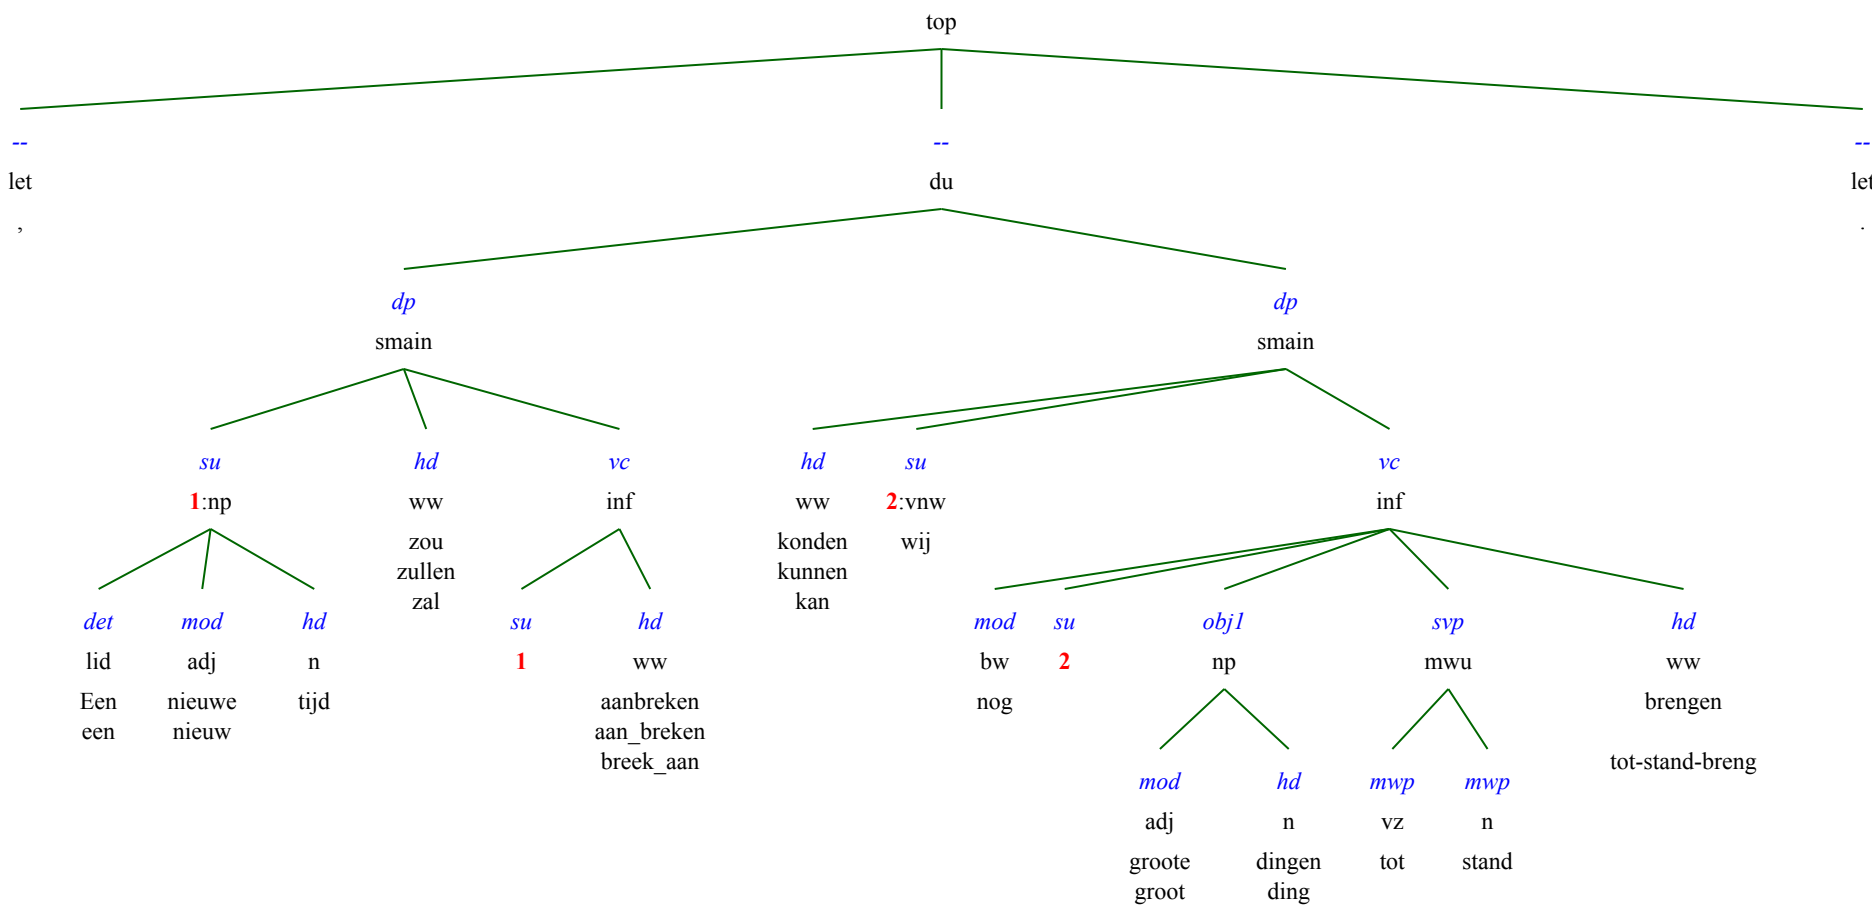 top
-- -- --
let du let
, .
dp dp
smain smain
su hd vc hd su vc
1:np ww inf ww 2:vnw inf
zou konden wij
zullen kunnen
zal kan
det mod hd su hd mod su obj1 svp hd
lid adj n 1 ww bw 2 np mwu ww
Een nieuwe tijd aanbreken nog brengen
een nieuw aan_breken
breek_aan tot-stand-breng
mod hd mwp mwp
adj n vz n
groote dingen tot stand
groot ding